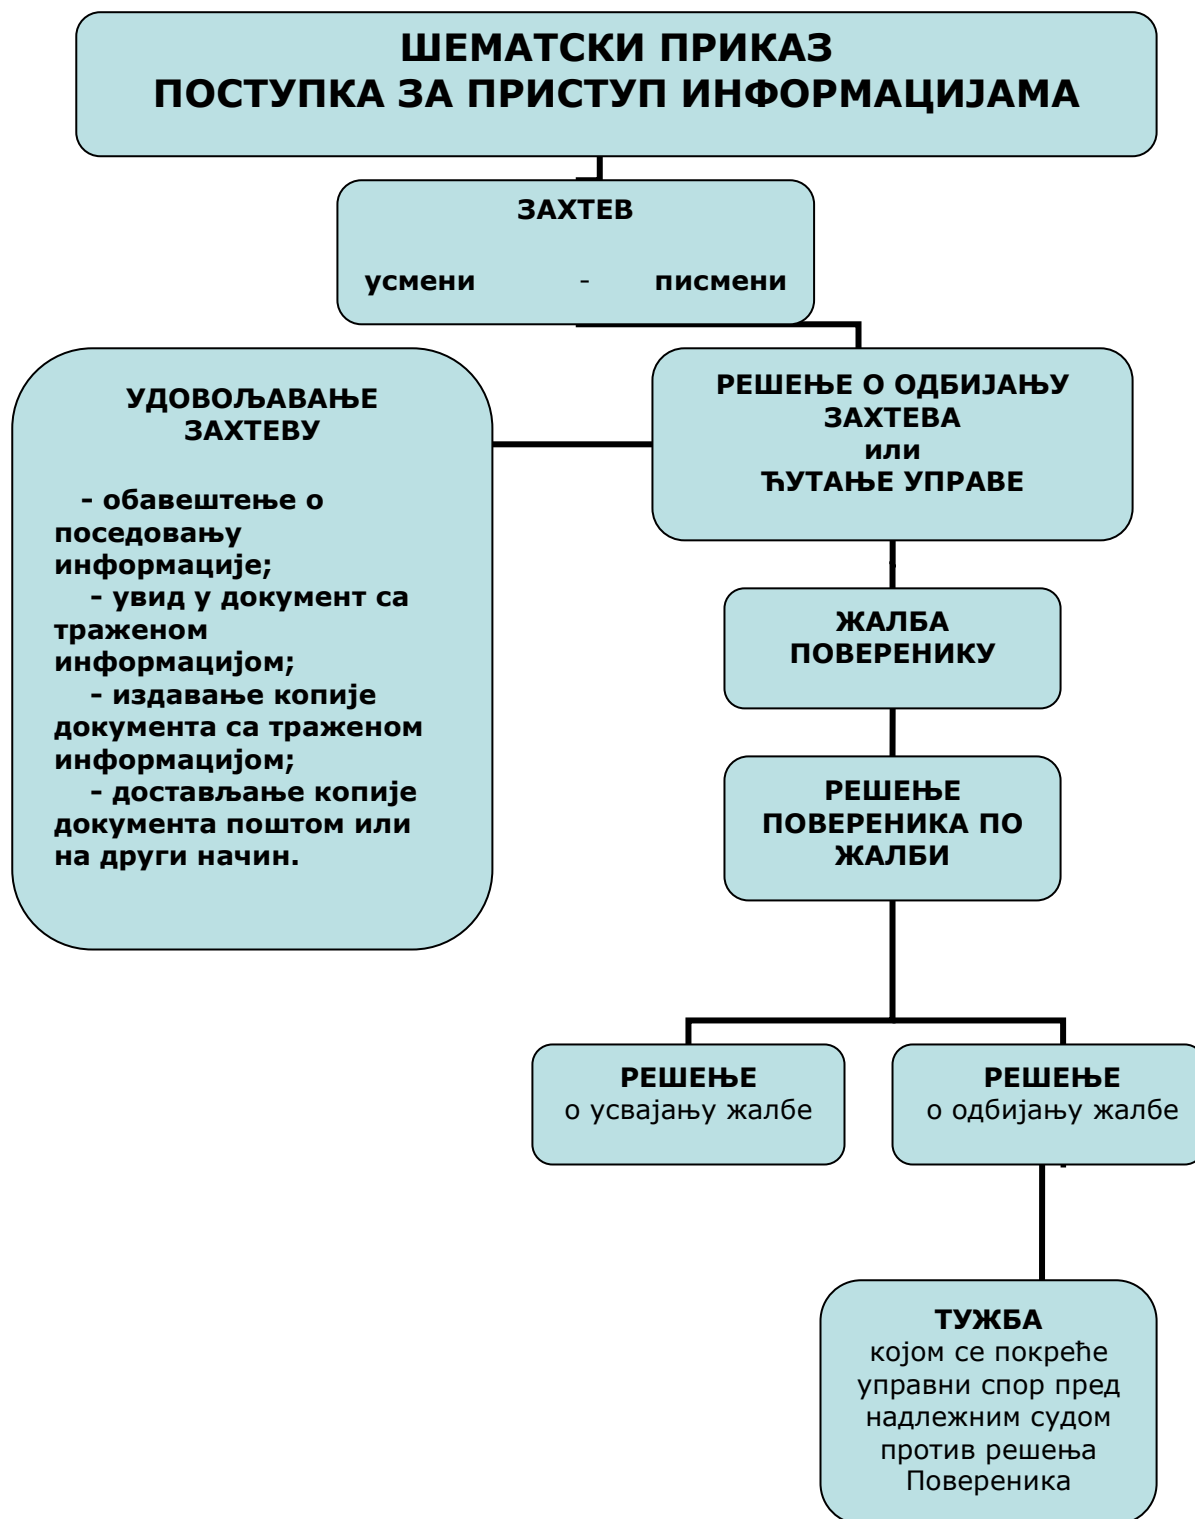 ШЕМАТСКИ ПРИКАЗ
ПОСТУПКА ЗА ПРИСТУП ИНФОРМАЦИЈАМА
ЗАХТЕВ
усмени - писмени
УДОВОЉАВАЊЕ
ЗАХТЕВУ
- обавештење о
поседовању
информације;
- увид у документ са
траженом
информацијом;
- издавање копије
документа са траженом
информацијом;
- достављање копије
документа поштом или
на други начин.
РЕШЕЊЕ О ОДБИЈАЊУ
ЗАХТЕВА
или
ЋУТАЊЕ УПРАВЕ
ЖАЛБА
ПОВЕРЕНИКУ
РЕШЕЊЕ
ПОВЕРЕНИКА ПО
ЖАЛБИ
РЕШЕЊЕ
о усвајању жалбе
РЕШЕЊЕ
о одбијању жалбе
ТУЖБА
којом се покреће
управни спор пред
надлежним судом
против решења
Повереника